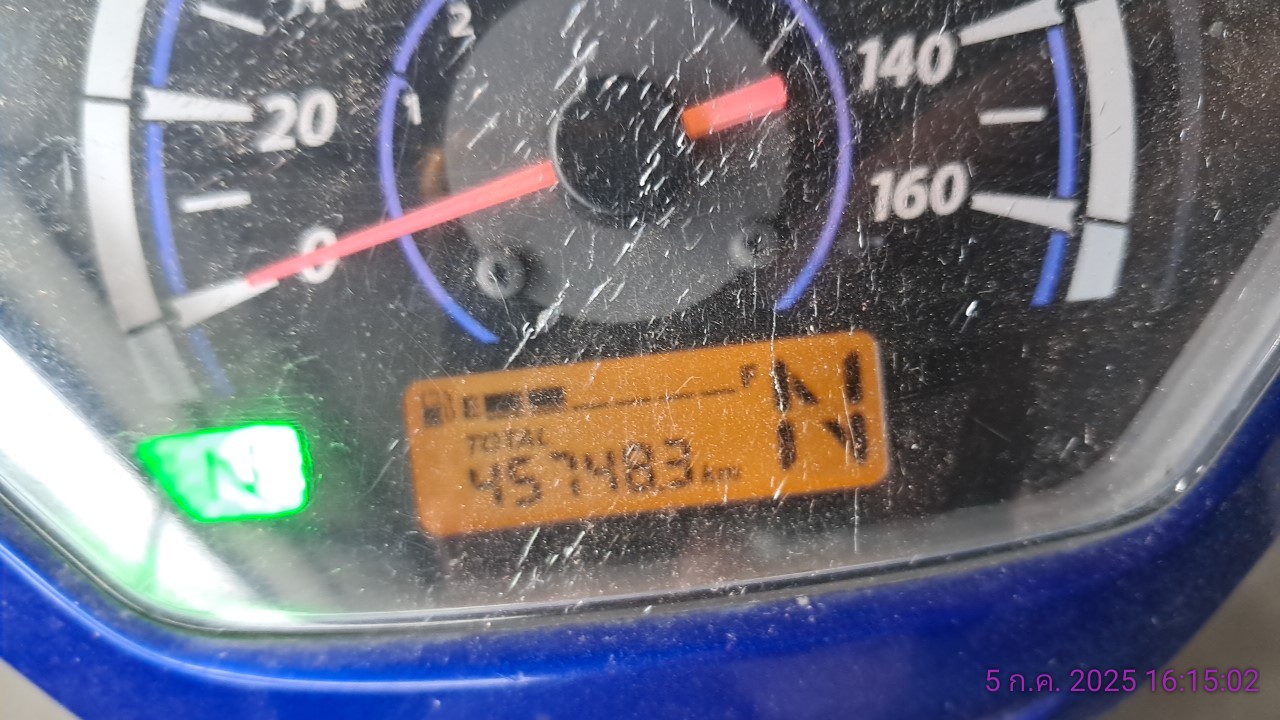 2
140
1
20
160
0
E F
TOTAL
457483 km
N
N
5 ก.ค. 2025 16:15:02